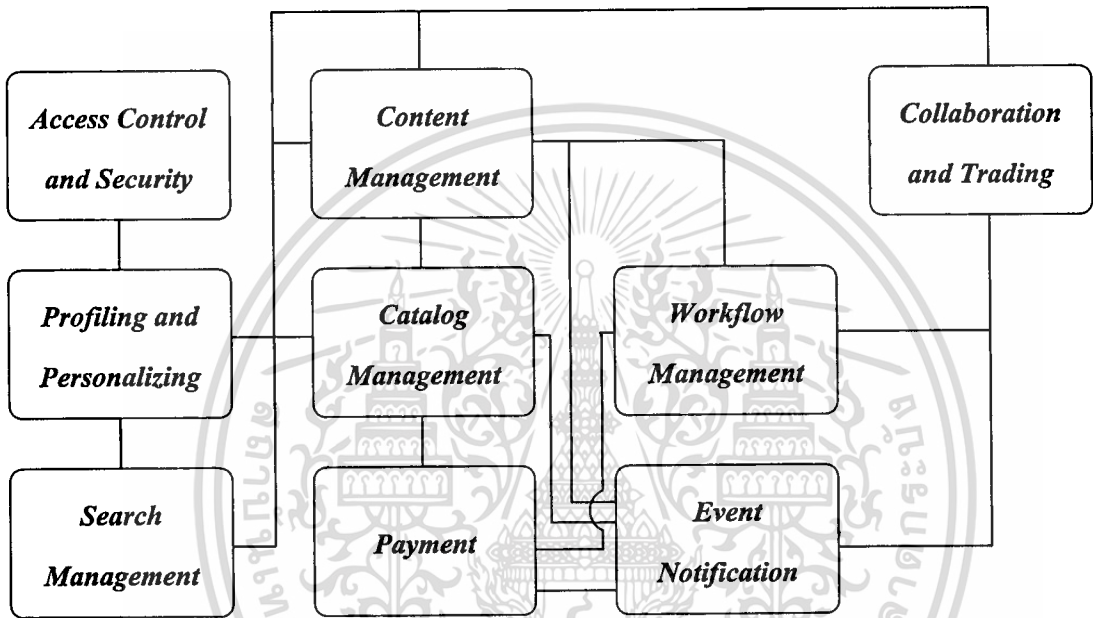 Access Control
and Security
Content
Management
Collaboration
and Trading
Profiling and
Personalizing
Catalog
Management
Workflow
Management
Search
Management
Payment
Event
Notification